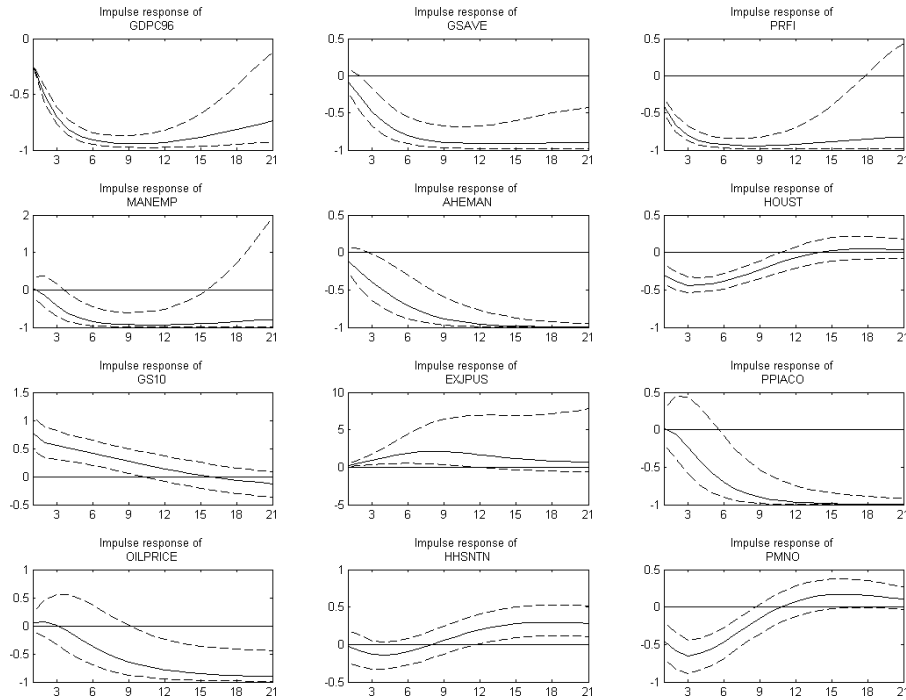 Impulse response of
GDPC96
0
-0.5
-1
3 6 9 12 15 18 21
Impulse response of
GSAVE
0.5
0
-0.5
-1
3 6 9 12 15 18 21
Impulse response of
PRFI
0.5
0
-0.5
-1
3 6 9 12 15 18 21
Impulse response of
MANEMP
2
1
0
-1
3 6 9 12 15 18 21
Impulse response of
AHEMAN
0.5
0
-0.5
-1
3 6 9 12 15 18 21
Impulse response of
HOUST
0.5
0
-0.5
-1
3 6 9 12 15 18 21
Impulse response of
GS10
1.5
1
0.5
0
-0.5
3 6 9 12 15 18 21
Impulse response of
EXJPUS
10
5
0
-5
3 6 9 12 15 18 21
Impulse response of
PPIACO
0.5
0
-0.5
-1
3 6 9 12 15 18 21
Impulse response of
OILPRICE
1
0.5
0
-0.5
-1
3 6 9 12 15 18 21
Impulse response of
HHSNTN
1
0.5
0
-0.5
3 6 9 12 15 18 21
Impulse response of
PMNO
0.5
0
-0.5
-1
3 6 9 12 15 18 21